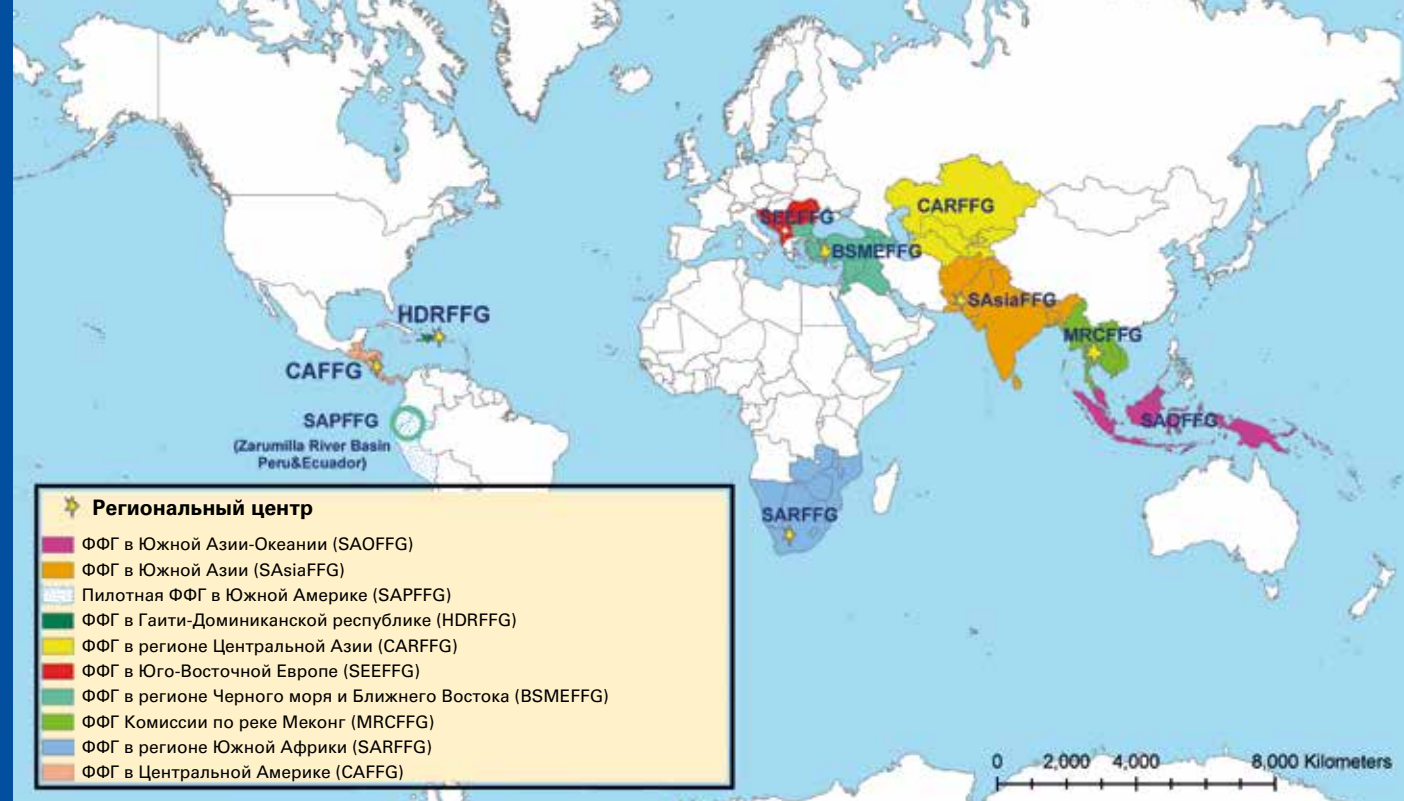 CARFFG
SEEFFG
BSMEFFG
SAsiaFFG
HDRFFG
MRCFFG
CAFFG
SAPFFG
(Zarumilla River Basin
Peru&Ecuador)
SAOFFG
SARFFG
Региональный центр
ФФГ в Южной Азии-Океании (SAOFFG)
ФФГ в Южной Азии (SAsiaFFG)
Пилотная ФФГ в Южной Америке (SAPFFG)
ФФГ в Гаити-Доминиканской республике (HDRFFG)
ФФГ в регионе Центральной Азии (CARFFG)
ФФГ в Юго-Восточной Европе (SEEFFG)
ФФГ в регионе Черного моря и Ближнего Востока (BSMEFFG)
ФФГ Комиссии по реке Меконг (MRCFFG)
ФФГ в регионе Южной Африки (SARFFG)
ФФГ в Центральной Америке (CAFFG)
0 2,000 4,000 8,000 Kilometers